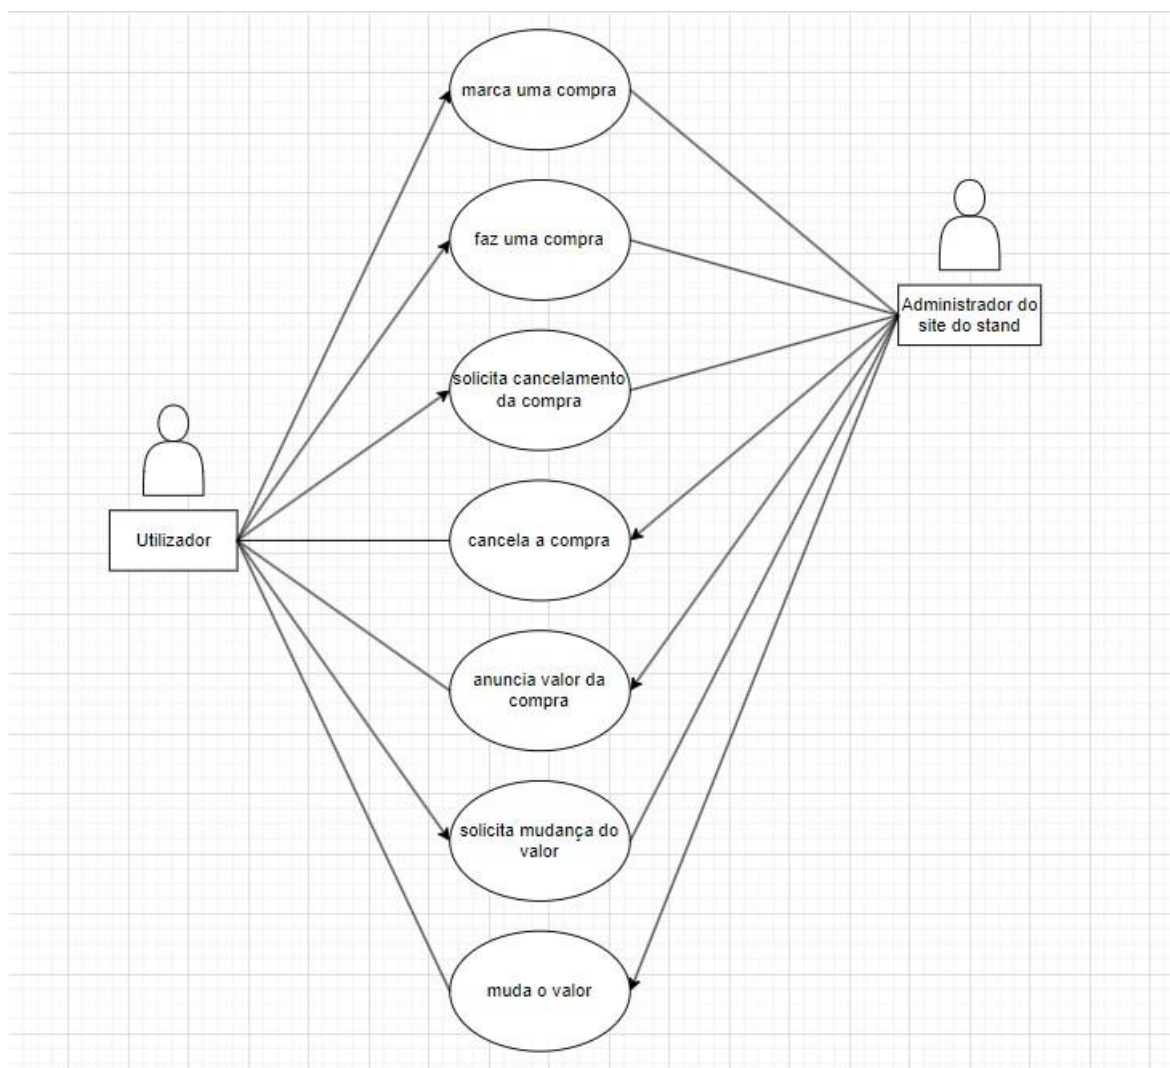 marca uma compra
faz uma compra
Administrador do
site do stand
solicita cancelamento
da compra
Utilizador
cancela a compra
anuncia valor da
compra
solicita mudança do
valor
muda o valor